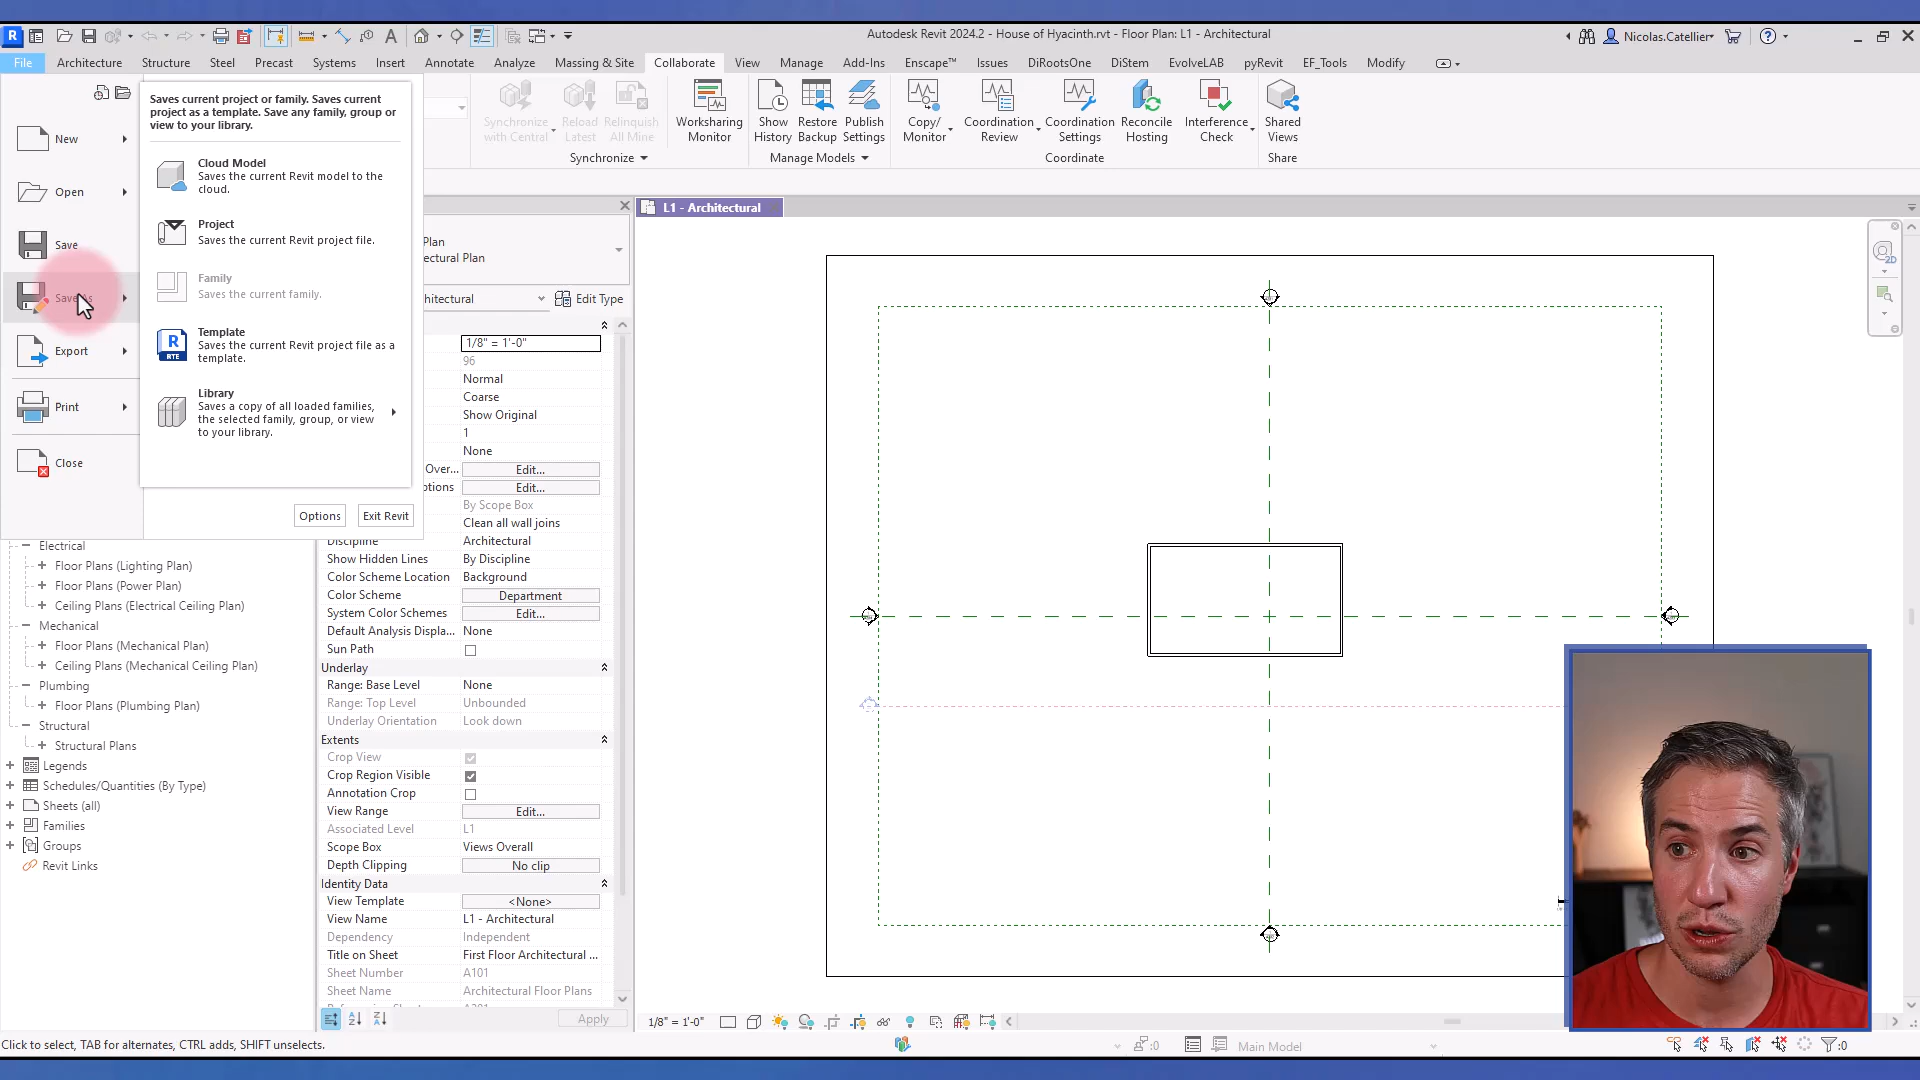 Autodesk Revit 2024.2 - House of Hyacinth.rvt - Floor Plan: L1 - Architectural
Nicolas.Catellier
File Architecture Structure Steel Precast Systems Insert Annotate Analyze Massing & Site Collaborate View Manage Add-Ins Enscape™ Issues DiRootsOne DiStem EvolveLAB pyRevit EF_Tools Modify
Synchronize with Central
Reload Latest
Relinquish All Mine
Synchronize
Worksharing Monitor
Show History
Restore Backup
Publish Settings
Manage Models
Copy/ Monitor
Coordination Review
Coordination Settings
Reconcile Hosting
Interference Check
Coordinate
Shared Views
Share
New
Open
Save
Save As
Export
Print
Close
Saves current project or family. Saves current
project as a template. Save any family, group or
view to your library.
Cloud Model
Saves the current Revit model to the
cloud.
Project
Saves the current Revit project file.
Family
Saves the current family.
Template
Saves the current Revit project file as a
template.
Library
Saves a copy of all loaded families,
the selected family, group, or view
to your library.
Options Exit Revit
Electrical
Floor Plans (Lighting Plan)
Floor Plans (Power Plan)
Ceiling Plans (Electrical Ceiling Plan)
Mechanical
Floor Plans (Mechanical Plan)
Ceiling Plans (Mechanical Ceiling Plan)
Plumbing
Floor Plans (Plumbing Plan)
Structural
Structural Plans
Legends
Schedules/Quantities (By Type)
Sheets (all)
Families
Groups
Revit Links
Plan
ectural Plan
hitectural Edit Type
1/8" = 1'-0"
96
Normal
Coarse
Show Original
1
None
Over... Edit...
ptions Edit...
By Scope Box
Clean all wall joins
Discipline Architectural
Show Hidden Lines By Discipline
Color Scheme Location Background
Color Scheme Department
System Color Schemes Edit...
Default Analysis Displa... None
Sun Path
Underlay
Range: Base Level None
Range: Top Level Unbounded
Underlay Orientation Look down
Extents
Crop View
Crop Region Visible
Annotation Crop
View Range Edit...
Associated Level L1
Scope Box Views Overall
Depth Clipping No clip
Identity Data
View Template <None>
View Name L1 - Architectural
Dependency Independent
Title on Sheet First Floor Architectural ...
Sheet Number A101
Sheet Name Architectural Floor Plans
Apply
L1 - Architectural
2D
1/8" = 1'-0"
Click to select, TAB for alternates, CTRL adds, SHIFT unselects.
:0
Main Model
:0
R
RTE